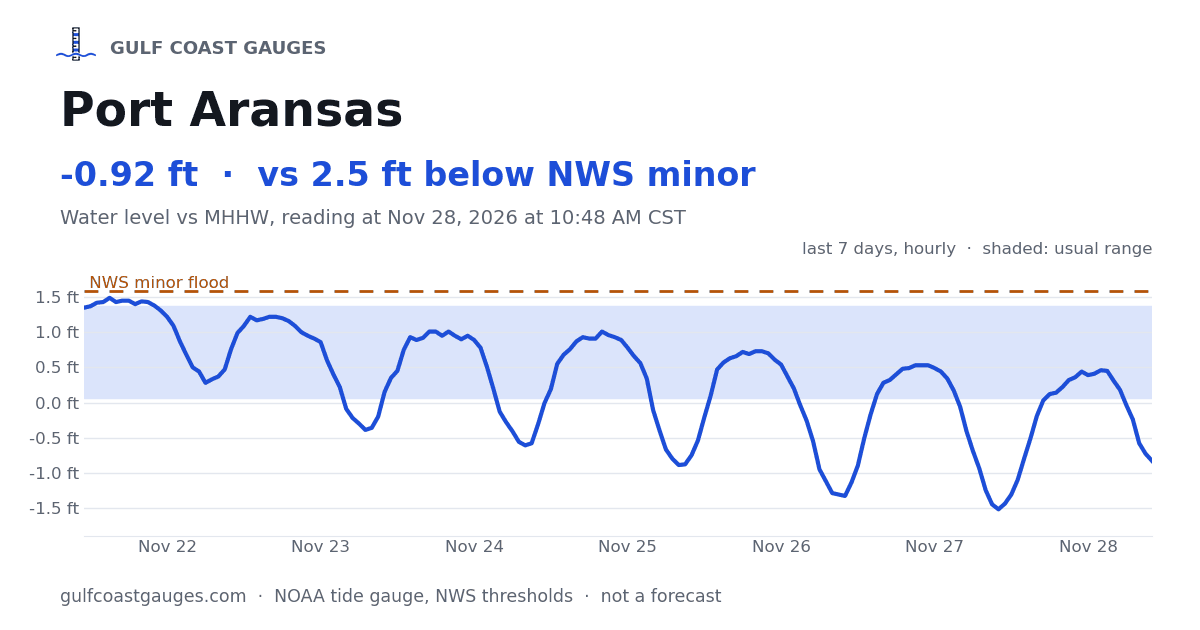 GULF COAST GAUGES
Port Aransas
-0.92 ft · vs 2.5 ft below NWS minor
Water level vs MHHW, reading at Nov 28, 2026 at 10:48 AM CST
last 7 days, hourly · shaded: usual range
NWS minor flood
1.5 ft
1.0 ft
0.5 ft
0.0 ft
-0.5 ft
-1.0 ft
-1.5 ft
Nov 22
Nov 23
Nov 24
Nov 25
Nov 26
Nov 27
Nov 28
gulfcoastgauges.com · NOAA tide gauge, NWS thresholds · not a forecast